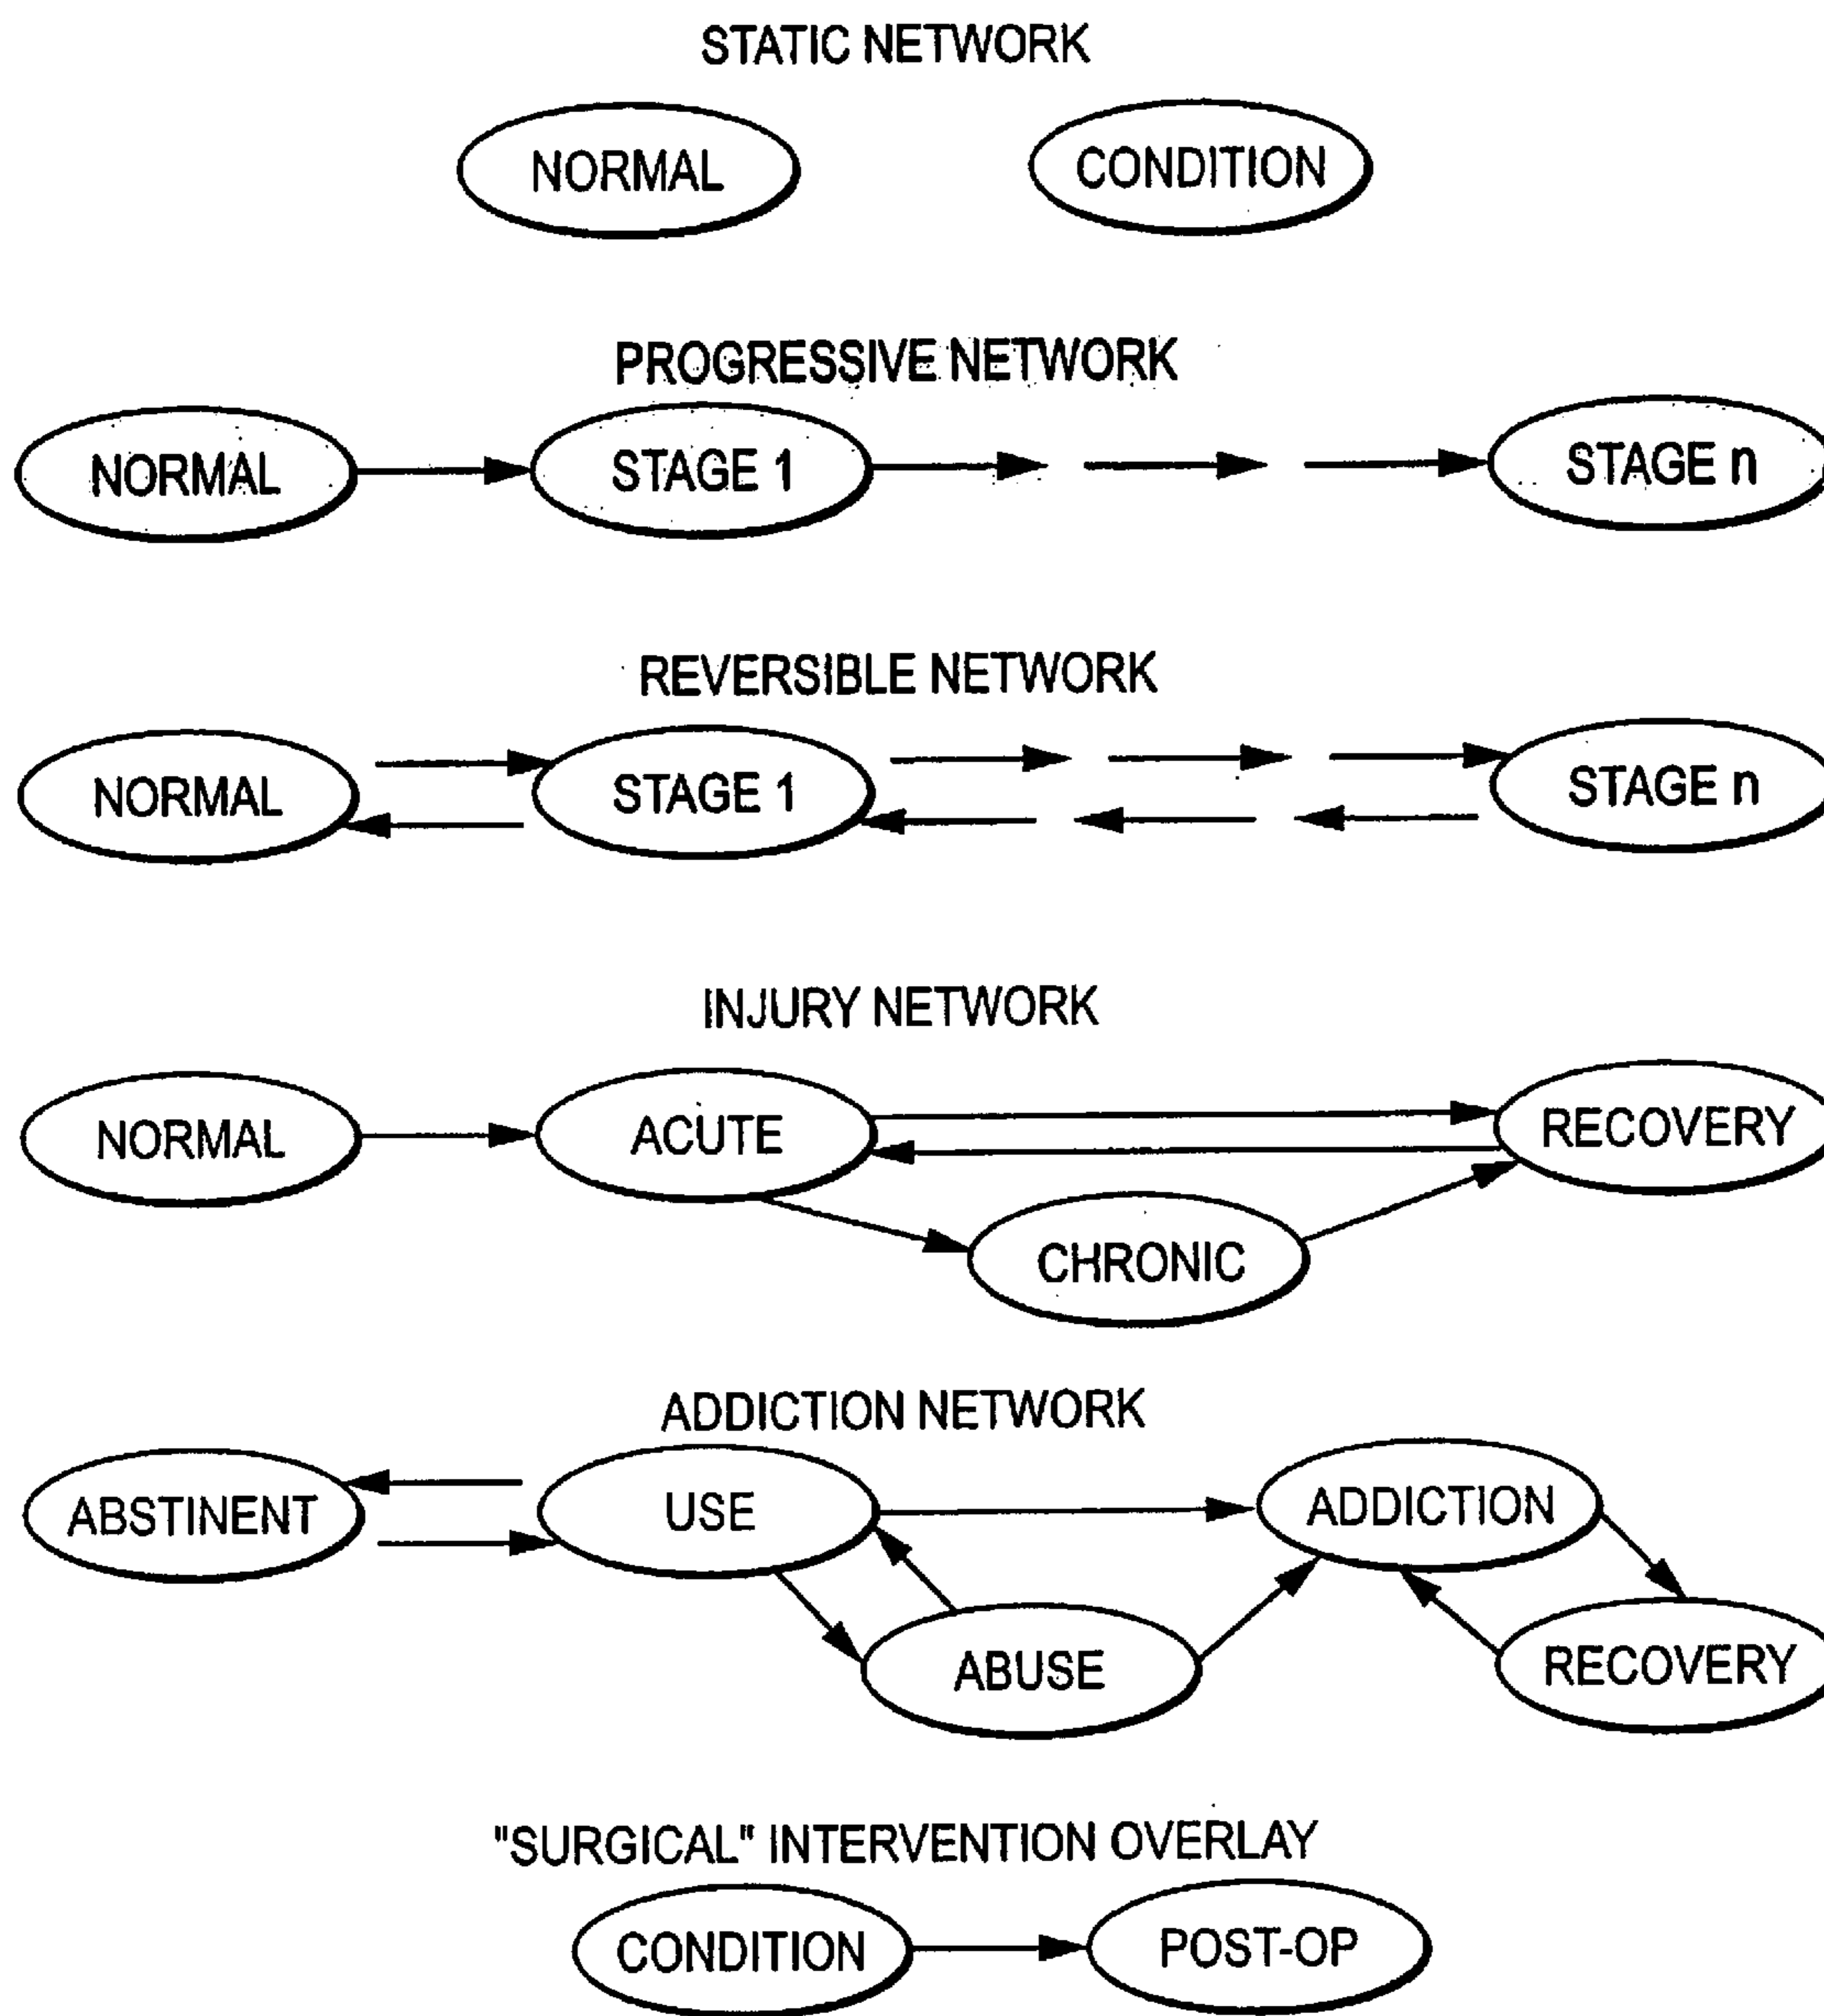 STATIC NETWORK
NORMAL CONDITION
PROGRESSIVE NETWORK
NORMAL STAGE 1 STAGE n
REVERSIBLE NETWORK
NORMAL STAGE 1 STAGE n
INJURY NETWORK
NORMAL ACUTE RECOVERY
CHRONIC
ADDICTION NETWORK
ABSTINENT USE ADDICTION
ABUSE RECOVERY
"SURGICAL" INTERVENTION OVERLAY
CONDITION POST-OP